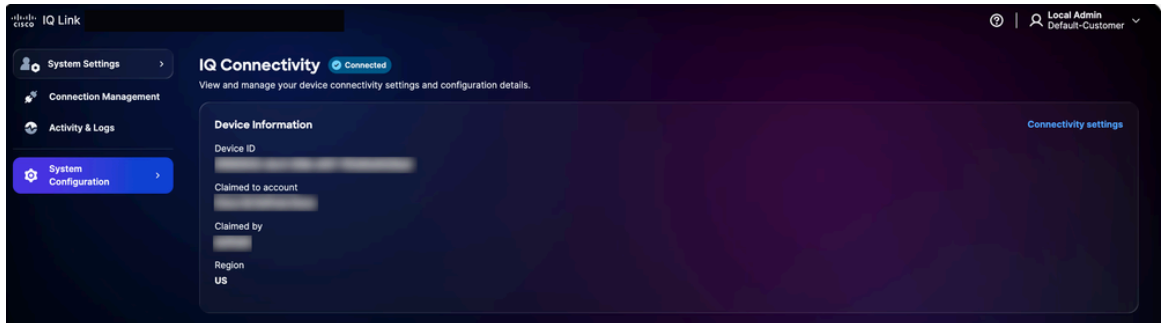 cisco IQ Link
Local Admin
Default-Customer
System Settings
Connection Management
Activity & Logs
System
Configuration
IQ Connectivity Connected
View and manage your device connectivity settings and configuration details.
Device Information Connectivity settings
Device ID
Claimed to account
Claimed by
Region
US